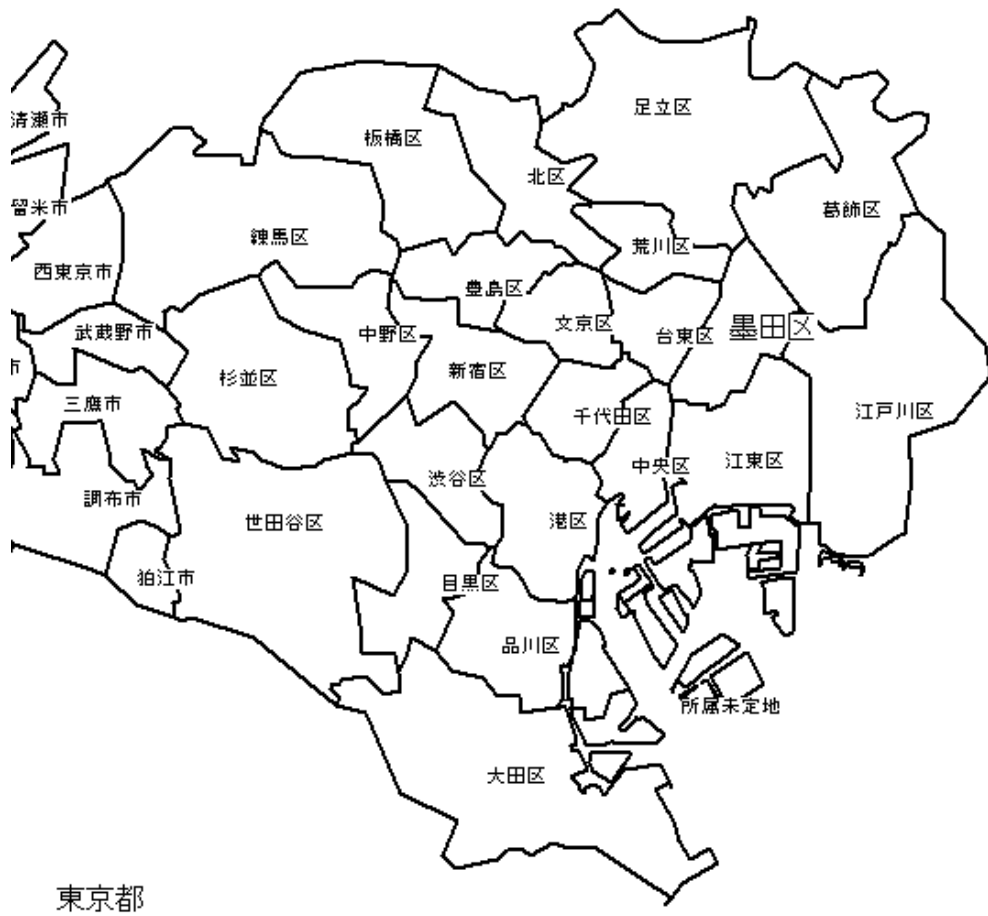 足立区
清瀬市
板橋区
北区
留米市
葛飾区
練馬区
荒川区
西東京市
豊島区
武蔵野市
中野区
文京区
台東区
墨田区
市
杉並区
新宿区
三鷹市
千代田区
江戸川区
中央区
江東区
渋谷区
調布市
世田谷区
港区
狛江市
目黒区
品川区
所属未定地
大田区
東京都